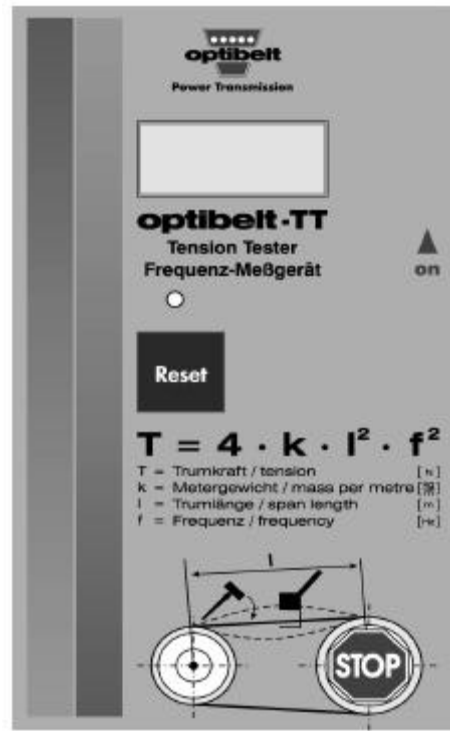 optibelt
Power Transmission
optibelt-TT
Tension Tester
Frequenz-Meßgerät
on
Reset
T = 4 · k · l² · f²
T = Trumkraft / tension [N]
k = Metergewicht / mass per metre
l = Trumlänge / span length [m]
f = Frequenz / frequency [Hz]
l
STOP